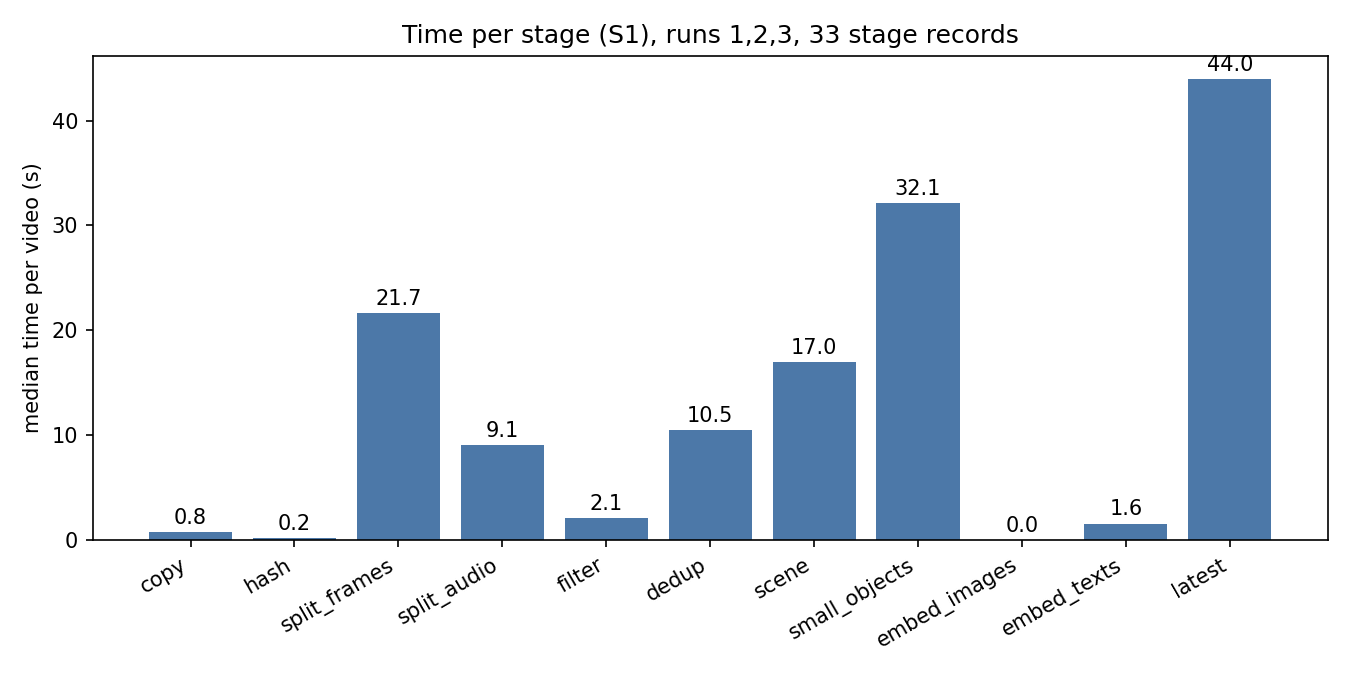 Time per stage (S1), runs 1,2,3, 33 stage records
median time per video (s)
40
30
20
10
0
0.8
0.2
21.7
9.1
2.1
10.5
17.0
32.1
0.0
1.6
44.0
copy
hash
split_frames
split_audio
filter
dedup
scene
small_objects
embed_images
embed_texts
latest